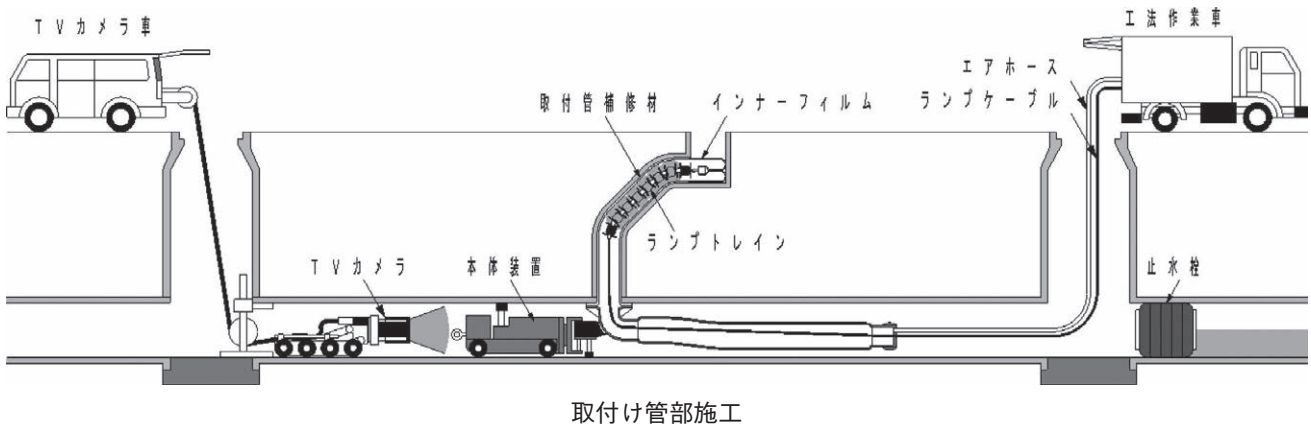 TVカメラ車
工法作業車
エアホース
ランプケーブル
取付管補修材
インナーフィルム
ランプトレイン
TVカメラ
本体装置
止水栓
取付け管部施工